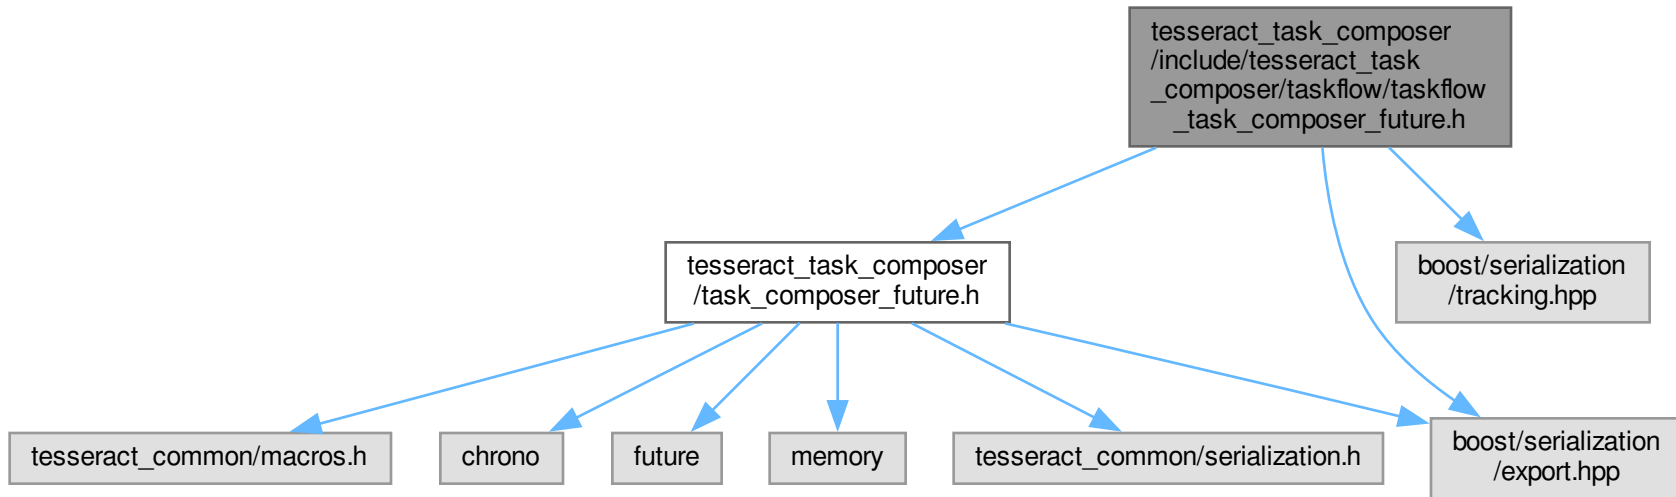 tesseract_task_composer
/include/tesseract_task
_composer/taskflow/taskflow
_task_composer_future.h
tesseract_task_composer
/task_composer_future.h
boost/serialization
/tracking.hpp
tesseract_common/macros.h
chrono
future
memory
tesseract_common/serialization.h
boost/serialization
/export.hpp